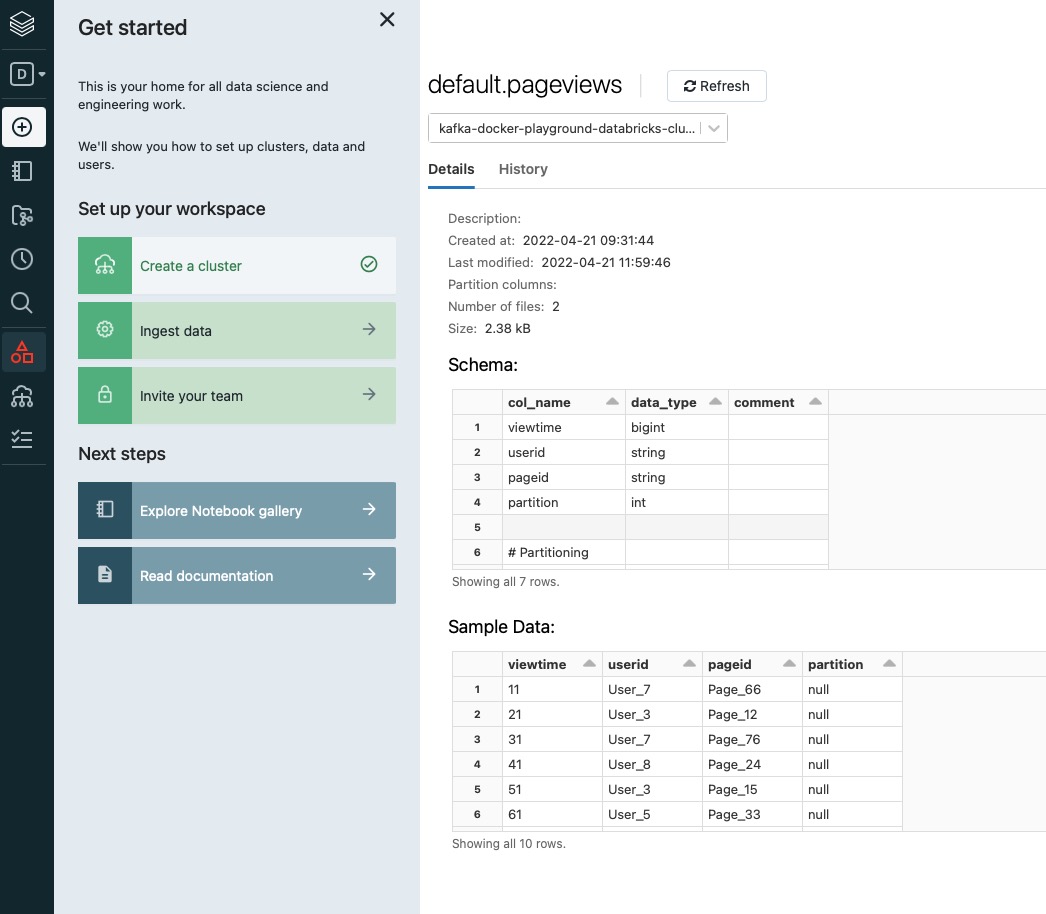 Get started
D
This is your home for all data science and
engineering work.
We'll show you how to set up clusters, data and
users.
Set up your workspace
Create a cluster
Ingest data
Invite your team
Next steps
Explore Notebook gallery
Read documentation
default.pageviews
Refresh
kafka-docker-playground-databricks-clu...
Details History
Description:
Created at: 2022-04-21 09:31:44
Last modified: 2022-04-21 11:59:46
Partition columns:
Number of files: 2
Size: 2.38 kB
Schema:
col_name data_type comment
1 viewtime bigint
2 userid string
3 pageid string
4 partition int
5
6 # Partitioning
Showing all 7 rows.
Sample Data:
viewtime userid pageid partition
1 11 User_7 Page_66 null
2 21 User_3 Page_12 null
3 31 User_7 Page_76 null
4 41 User_8 Page_24 null
5 51 User_3 Page_15 null
6 61 User_5 Page_33 null
Showing all 10 rows.